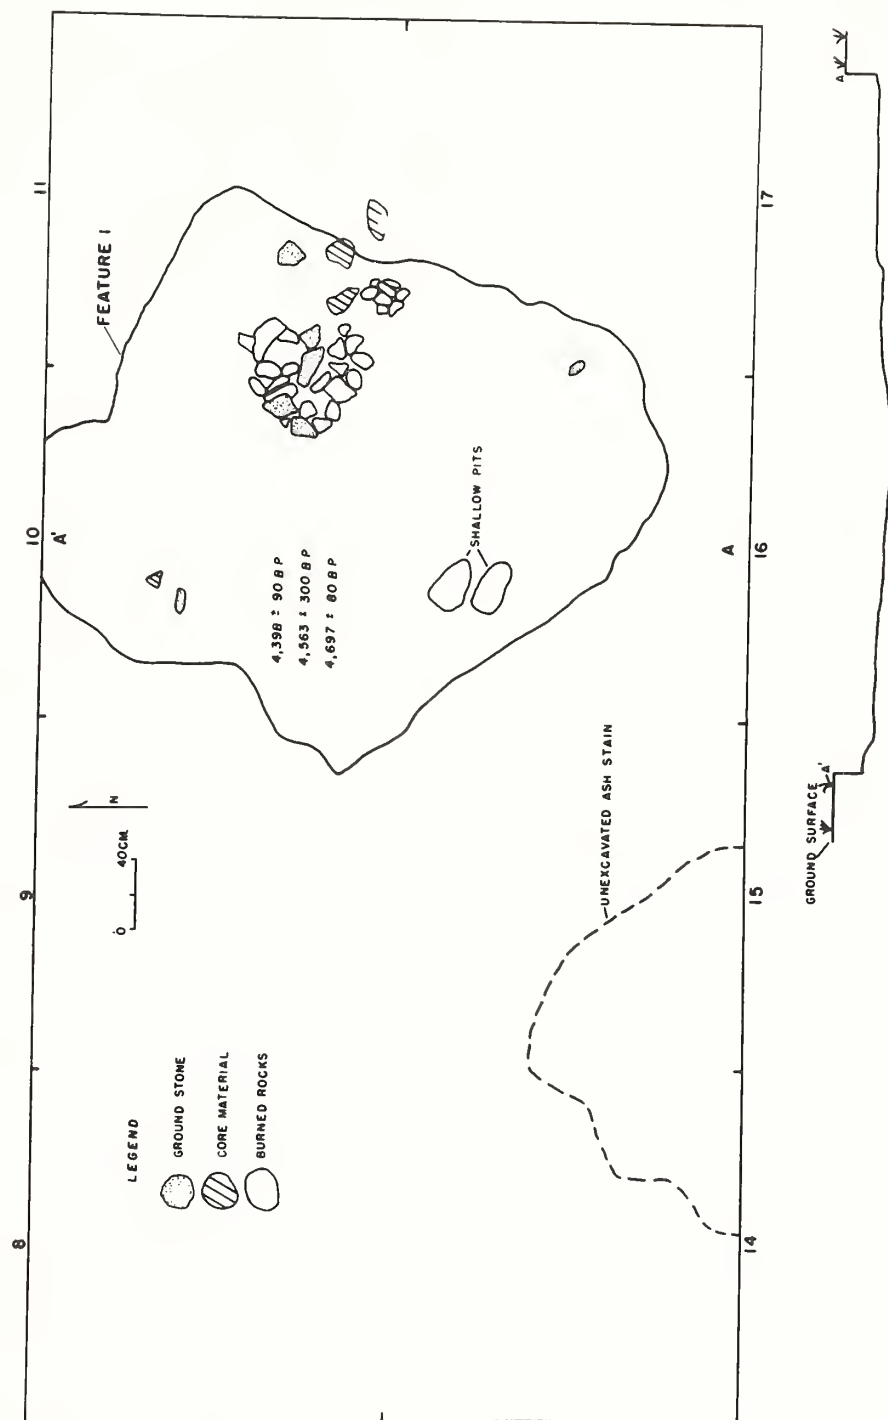 8
9
10
11
A'
FEATURE 1
4,398 ± 90 BP
4,563 ± 300 BP
4,697 ± 80 BP
SHALLOW PITS
N
0 40CM.
LEGEND
GROUND STONE
CORE MATERIAL
BURNED ROCKS
UNEXCAVATED ASH STAIN
A
14
15
16
17
GROUND SURFACE
A'
A